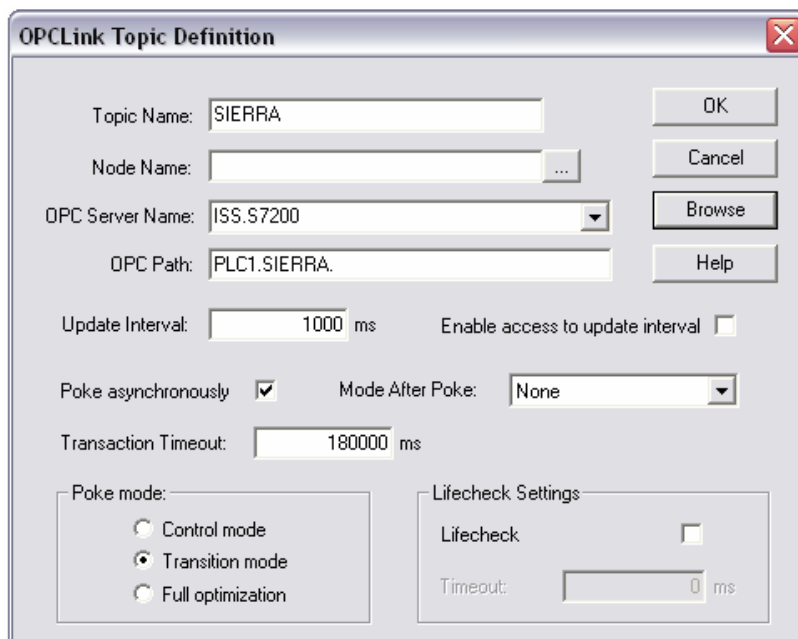 OPCLink Topic Definition
Topic Name: SIERRA
OK
Node Name: ...
Cancel
OPC Server Name: ISS.S7200
Browse
OPC Path: PLC1.SIERRA.
Help
Update Interval: 1000 ms Enable access to update interval
Poke asynchronously Mode After Poke: None
Transaction Timeout: 180000 ms
Poke mode:
Control mode
Transition mode
Full optimization
Lifecheck Settings
Lifecheck
Timeout: 0 ms